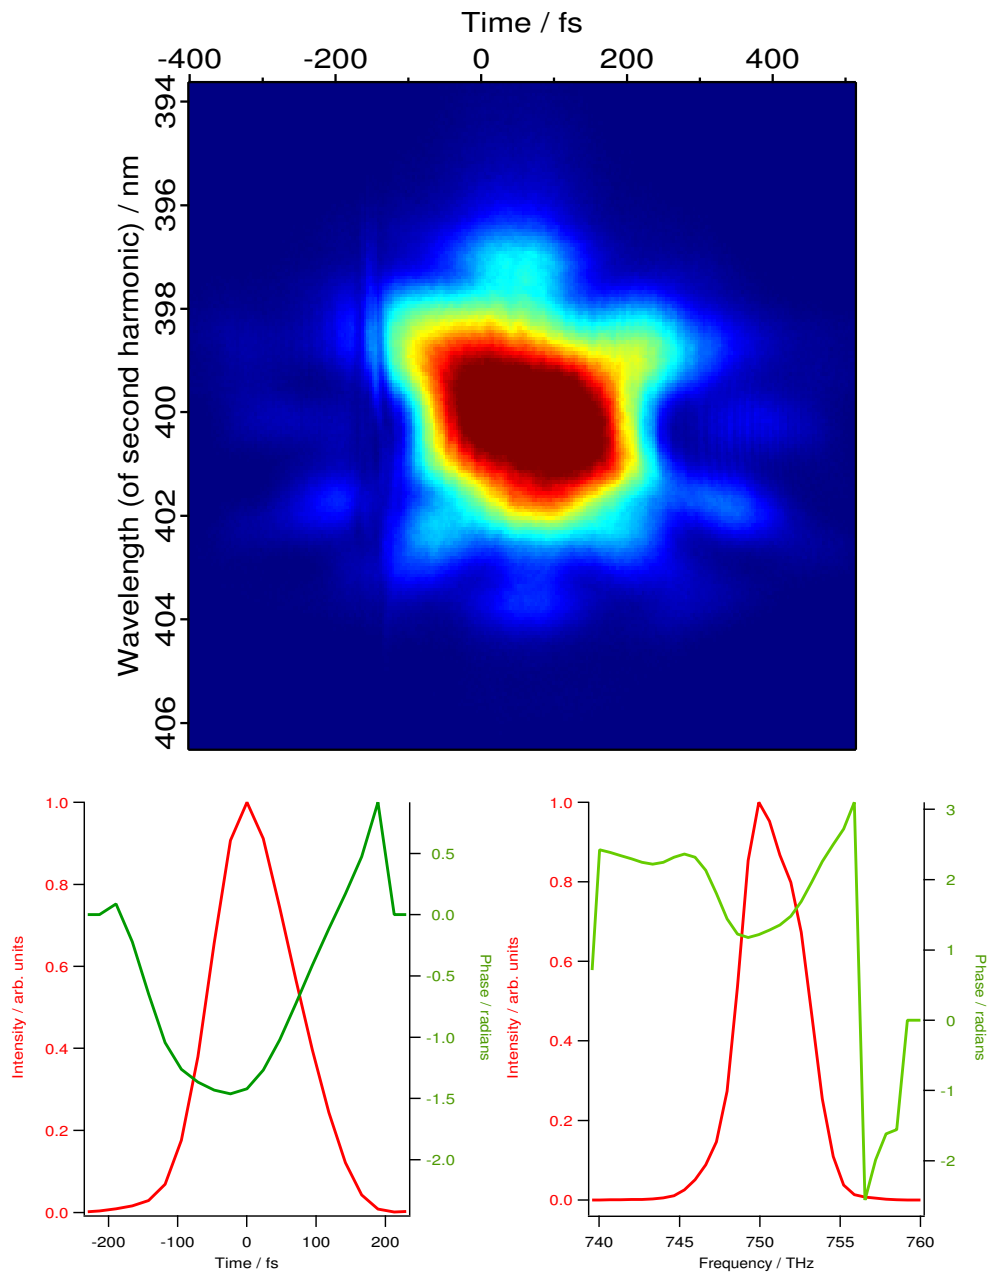 Time / fs
-400 -200 0 200 400
Wavelength (of second harmonic) / nm
394
396
398
400
402
404
406
Intensity / arb. units
1.0
0.8
0.6
0.4
0.2
0.0
0.5
0.0
-0.5
-1.0
-1.5
-2.0
Phase / radians
-200 -100 0 100 200
Time / fs
Intensity / arb. units
1.0
0.8
0.6
0.4
0.2
0.0
3
2
1
0
-1
-2
Phase / radians
740 745 750 755 760
Frequency / THz